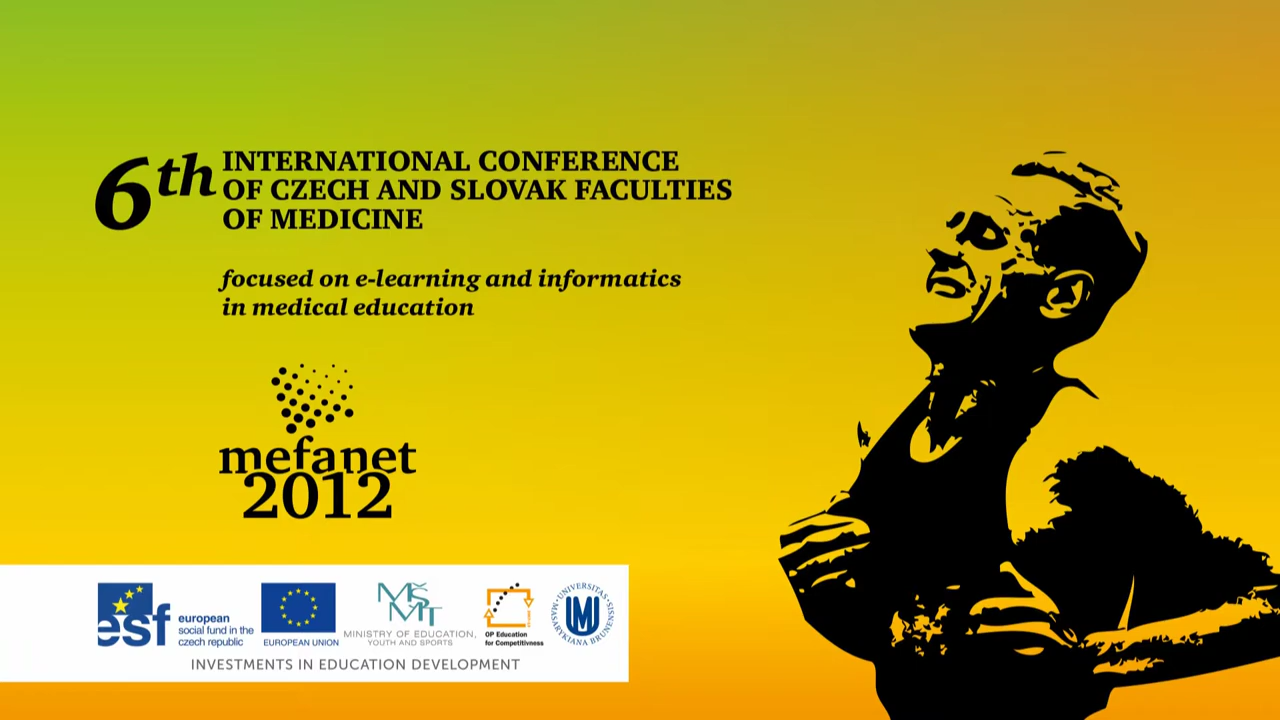 6th INTERNATIONAL CONFERENCE
OF CZECH AND SLOVAK FACULTIES
OF MEDICINE
focused on e-learning and informatics
in medical education
mefanet
2012
esf european
social fund in the
czech republic
EUROPEAN UNION
MŠMT
MINISTRY OF EDUCATION,
YOUTH AND SPORTS
OP Education
for Competitiveness
UNIVERSITAS MASARYKIANA BRUNENSIS
MU
INVESTMENTS IN EDUCATION DEVELOPMENT